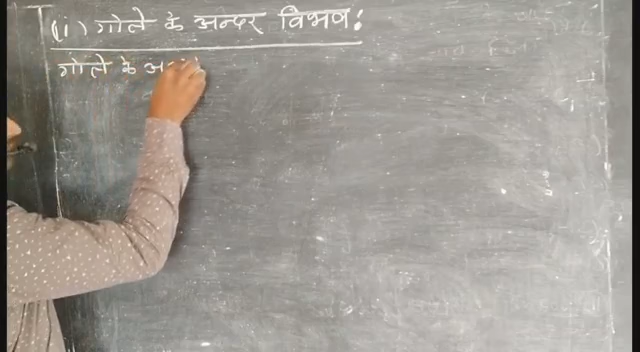 (i) गोले के अन्दर विभव:
गोले के